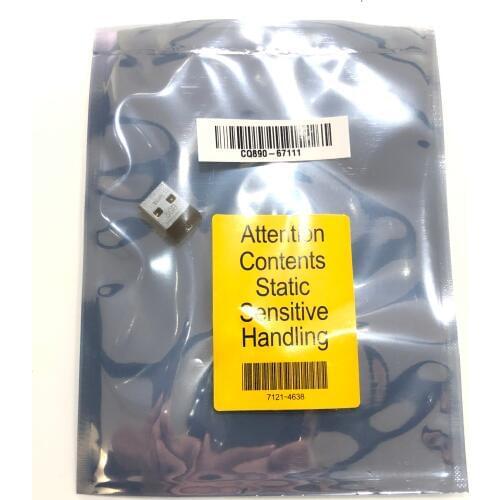 CQ890-67111
Attention
Contents
Static
Sensitive
Handling
7121-4638